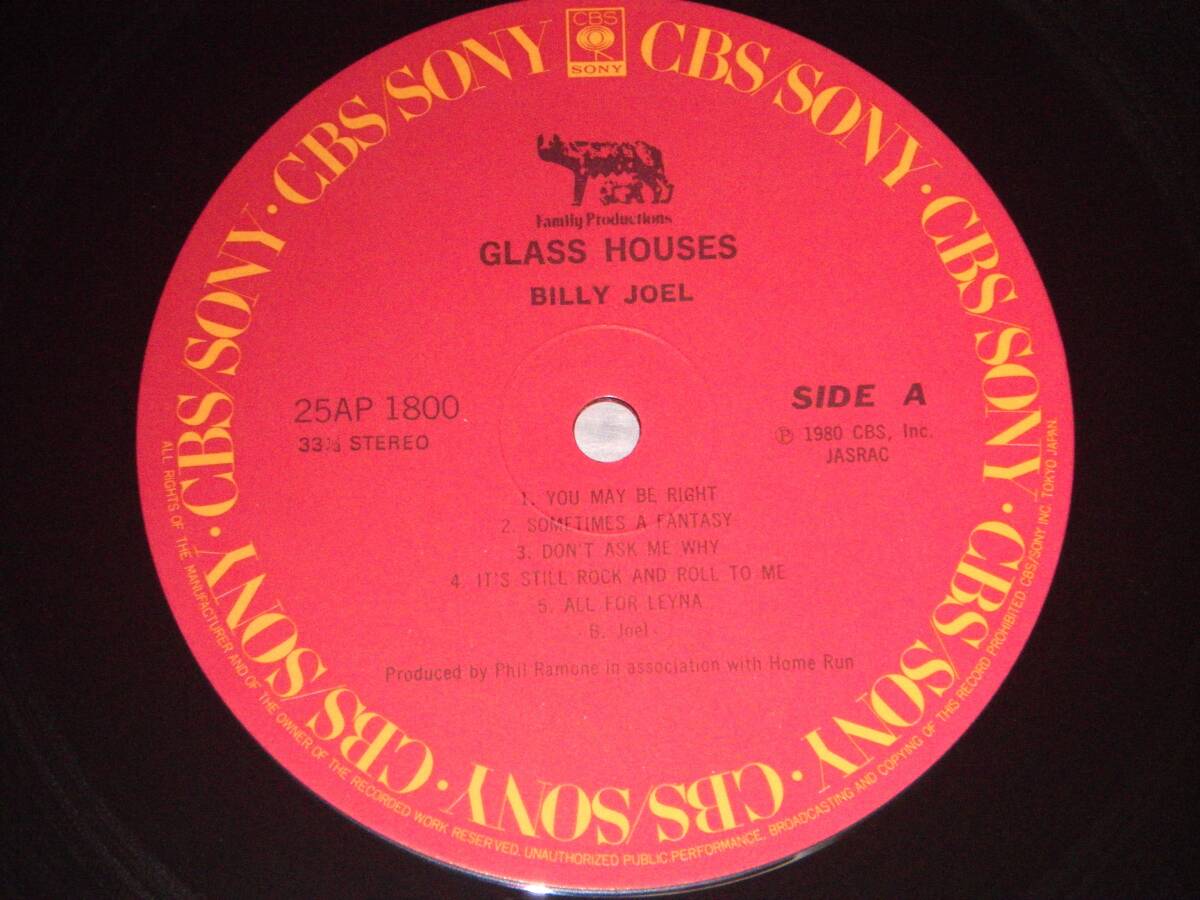 CBS
SONY
CBS/SONY · CBS/SONY · CBS/SONY · CBS/SONY · CBS/SONY · CBS/SONY · CBS/SONY · CBS/SONY
Family Productions
GLASS HOUSES
BILLY JOEL
25AP 1800
33⅓ STEREO
SIDE A
Ⓟ 1980 CBS, Inc.
JASRAC
1. YOU MAY BE RIGHT
2. SOMETIMES A FANTASY
3. DON'T ASK ME WHY
4. IT'S STILL ROCK AND ROLL TO ME
5. ALL FOR LEYNA
- B. Joel -
Produced by Phil Ramone in association with Home Run
ALL RIGHTS OF THE MANUFACTURER AND OF THE OWNER OF THE RECORDED WORK RESERVED. UNAUTHORIZED PUBLIC PERFORMANCE, BROADCASTING AND COPYING OF THIS RECORD PROHIBITED. CBS/SONY INC. TOKYO JAPAN.